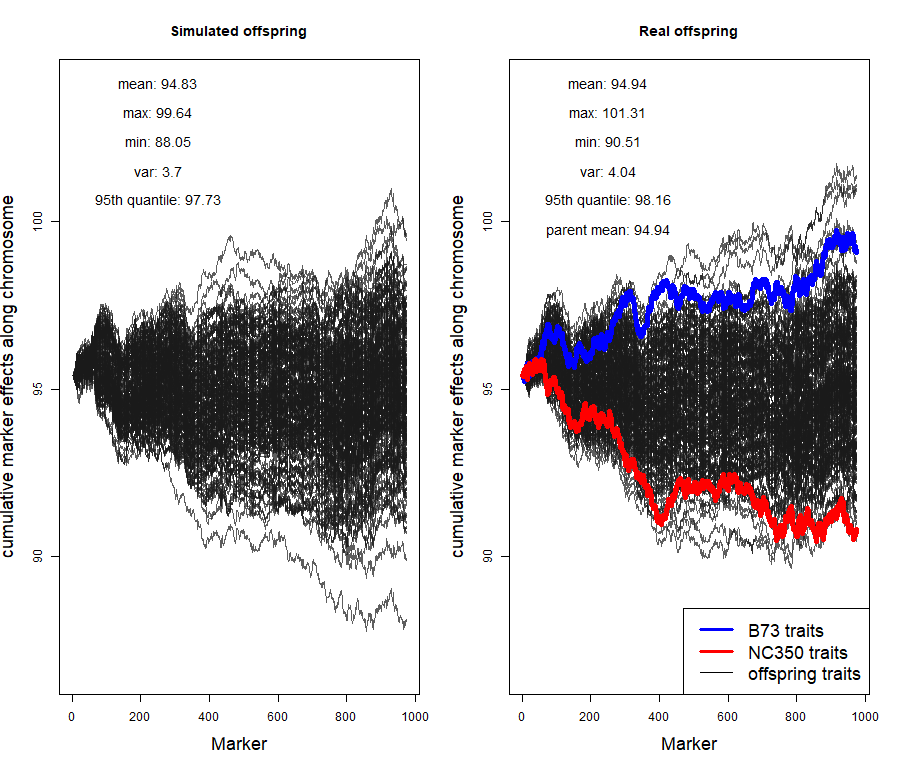 Simulated offspring
mean: 94.83
max: 99.64
min: 88.05
var: 3.7
95th quantile: 97.73
cumulative marker effects along chromosome
100
95
90
0 200 400 600 800 1000
Marker
Real offspring
mean: 94.94
max: 101.31
min: 90.51
var: 4.04
95th quantile: 98.16
parent mean: 94.94
cumulative marker effects along chromosome
100
95
90
B73 traits
NC350 traits
offspring traits
0 200 400 600 800 1000
Marker